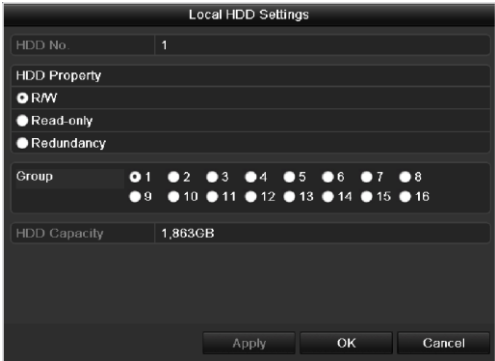 Local HDD Settings
HDD No. 1
HDD Property
R/W
Read-only
Redundancy
Group 1 2 3 4 5 6 7 8
9 10 11 12 13 14 15 16
HDD Capacity 1,863GB
Apply OK Cancel